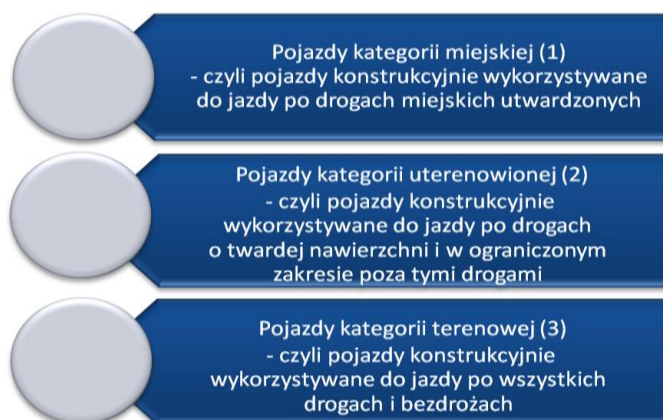 Pojazdy kategorii miejskiej (1)
- czyli pojazdy konstrukcyjnie wykorzystywane
do jazdy po drogach miejskich utwardzonych
Pojazdy kategorii uterenowionej (2)
- czyli pojazdy konstrukcyjnie
wykorzystywane do jazdy po drogach
o twardej nawierzchni i w ograniczonym
zakresie poza tymi drogami
Pojazdy kategorii terenowej (3)
- czyli pojazdy konstrukcyjnie
wykorzystywane do jazdy po wszystkich
drogach i bezdrożach